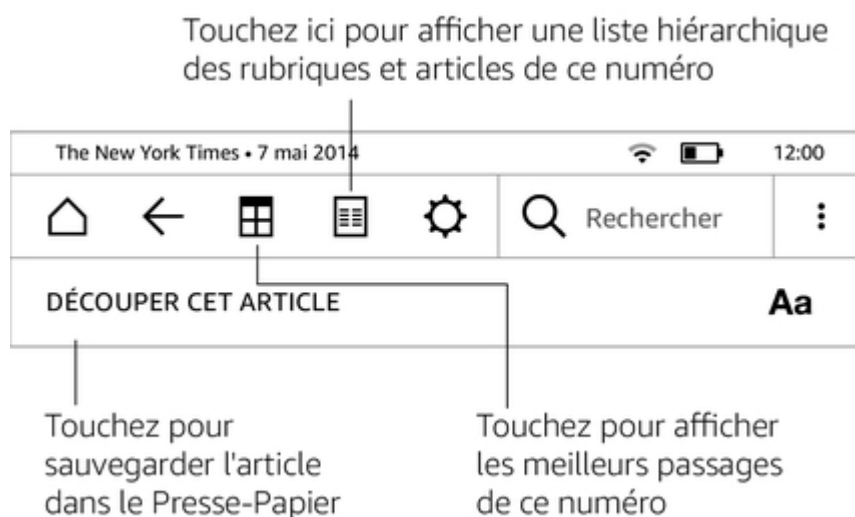 Touchez ici pour afficher une liste hiérarchique
des rubriques et articles de ce numéro
The New York Times • 7 mai 2014 12:00
Rechercher
DÉCOUPER CET ARTICLE Aa
Touchez pour
sauvegarder l'article
dans le Presse-Papier
Touchez pour afficher
les meilleurs passages
de ce numéro